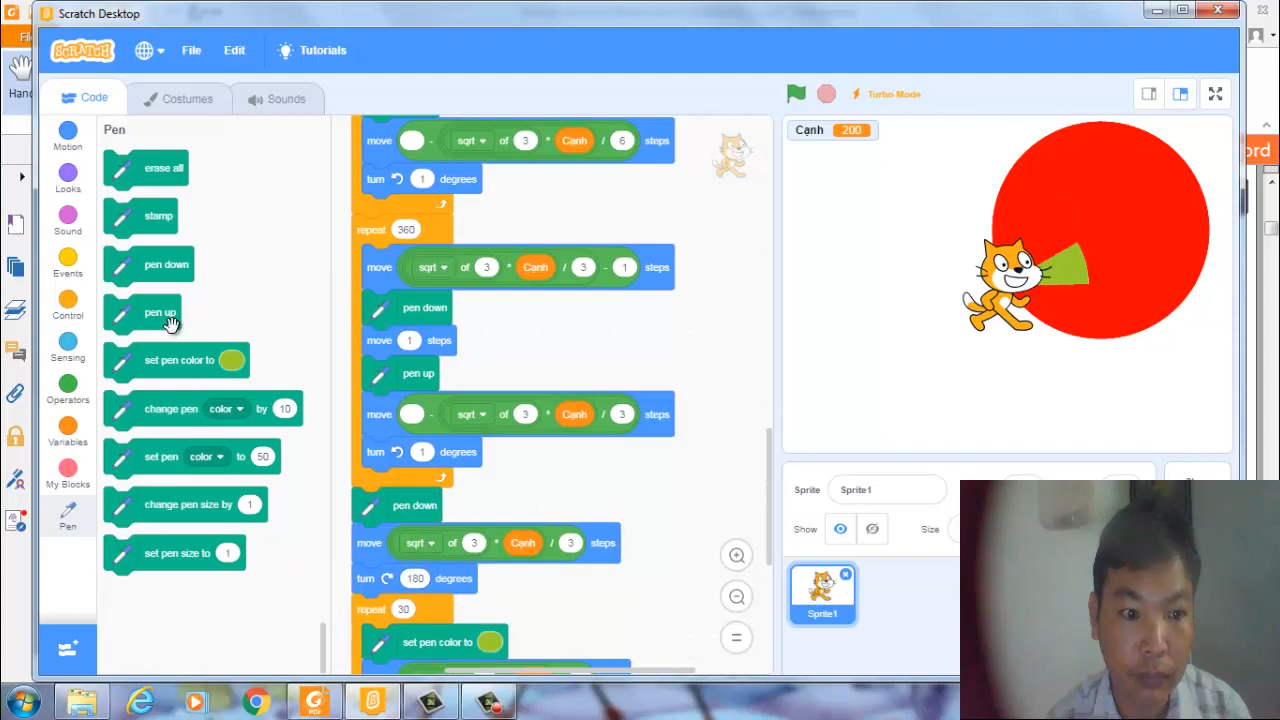 Scratch Desktop
Fi
Han
ord
SCRATCH
File
Edit
Tutorials
Code
Costumes
Sounds
Turbo Mode
Motion
Looks
Sound
Events
Control
Sensing
Operators
Variables
My Blocks
Pen
Pen
erase all
stamp
pen down
pen up
set pen color to
change pen color by 10
set pen color to 50
change pen size by 1
set pen size to 1
move - sqrt of 3 * Cạnh / 6 steps
turn 1 degrees
repeat 360
move sqrt of 3 * Cạnh / 3 - 1 steps
pen down
move 1 steps
pen up
move - sqrt of 3 * Cạnh / 3 steps
turn 1 degrees
pen down
move sqrt of 3 * Cạnh / 3 steps
turn 180 degrees
repeat 30
set pen color to
Cạnh 200
Sprite Sprite1
Show Size
Sprite1
PDF